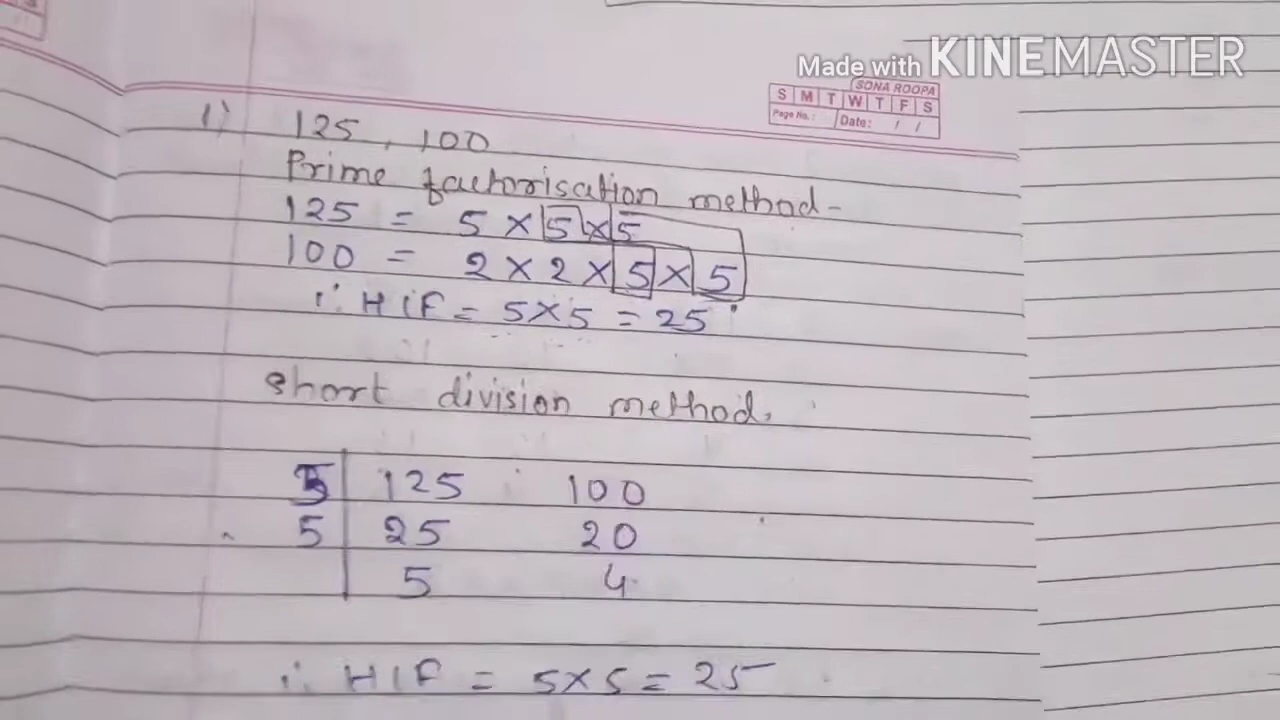 Made with KINEMASTER
SONA ROOPA
S M T W T F S
Page No.: Date: / /
1) 125, 100
Prime factorisation method-
125 = 5 × 5 × 5
100 = 2 × 2 × 5 × 5
∴ HCF = 5×5 = 25
short division method.
5 125 100
5 25 20
5 4
∴ HCF = 5×5 = 25